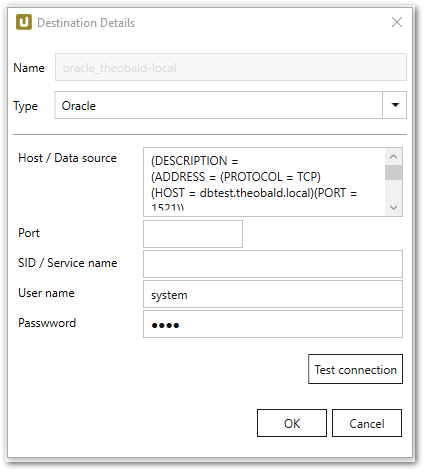 Destination Details
Name oracle_theobald-local
Type Oracle
Host / Data source (DESCRIPTION =
(ADDRESS = (PROTOCOL = TCP)
(HOST = dbtest.theobald.local)(PORT =
1521))
Port
SID / Service name
User name system
Passwword ●●●●
Test connection
OK Cancel